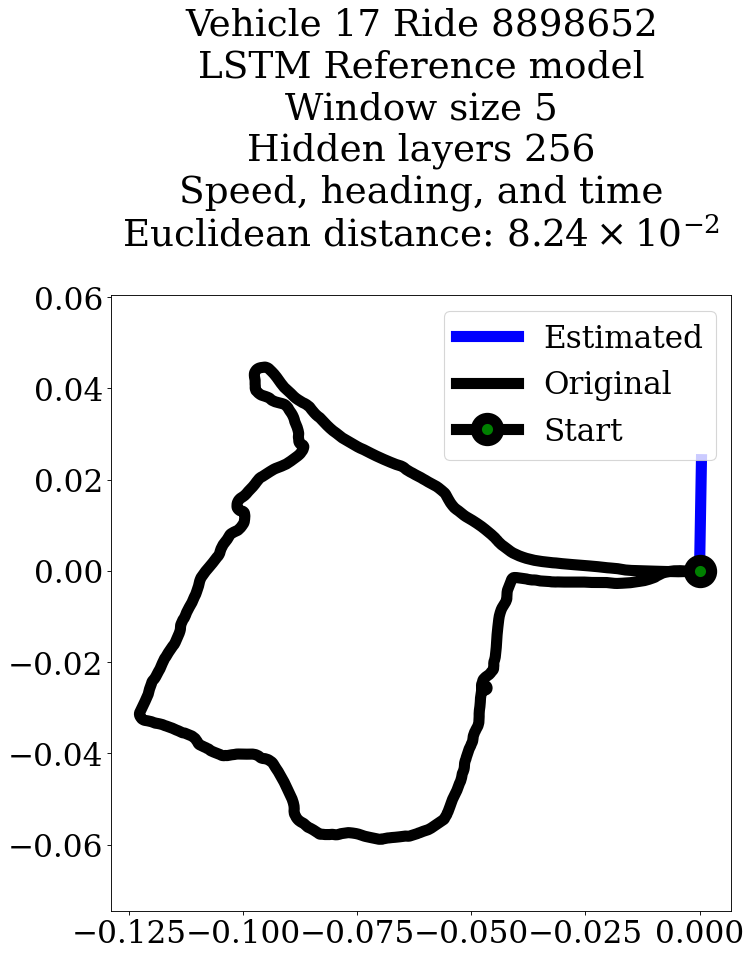 Vehicle 17 Ride 8898652
LSTM Reference model
Window size 5
Hidden layers 256
Speed, heading, and time
Euclidean distance: 8.24 × 10⁻²
0.06
0.04
0.02
0.00
−0.02
−0.04
−0.06
Estimated
Original
Start
−0.125−0.100−0.075−0.050−0.025 0.000